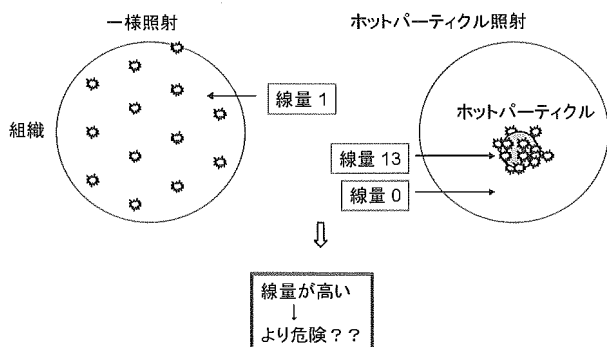 一様照射
ホットパーティクル照射
線量 1
組織
ホットパーティクル
線量 13
線量 0
線量が高い
↓
より危険？？